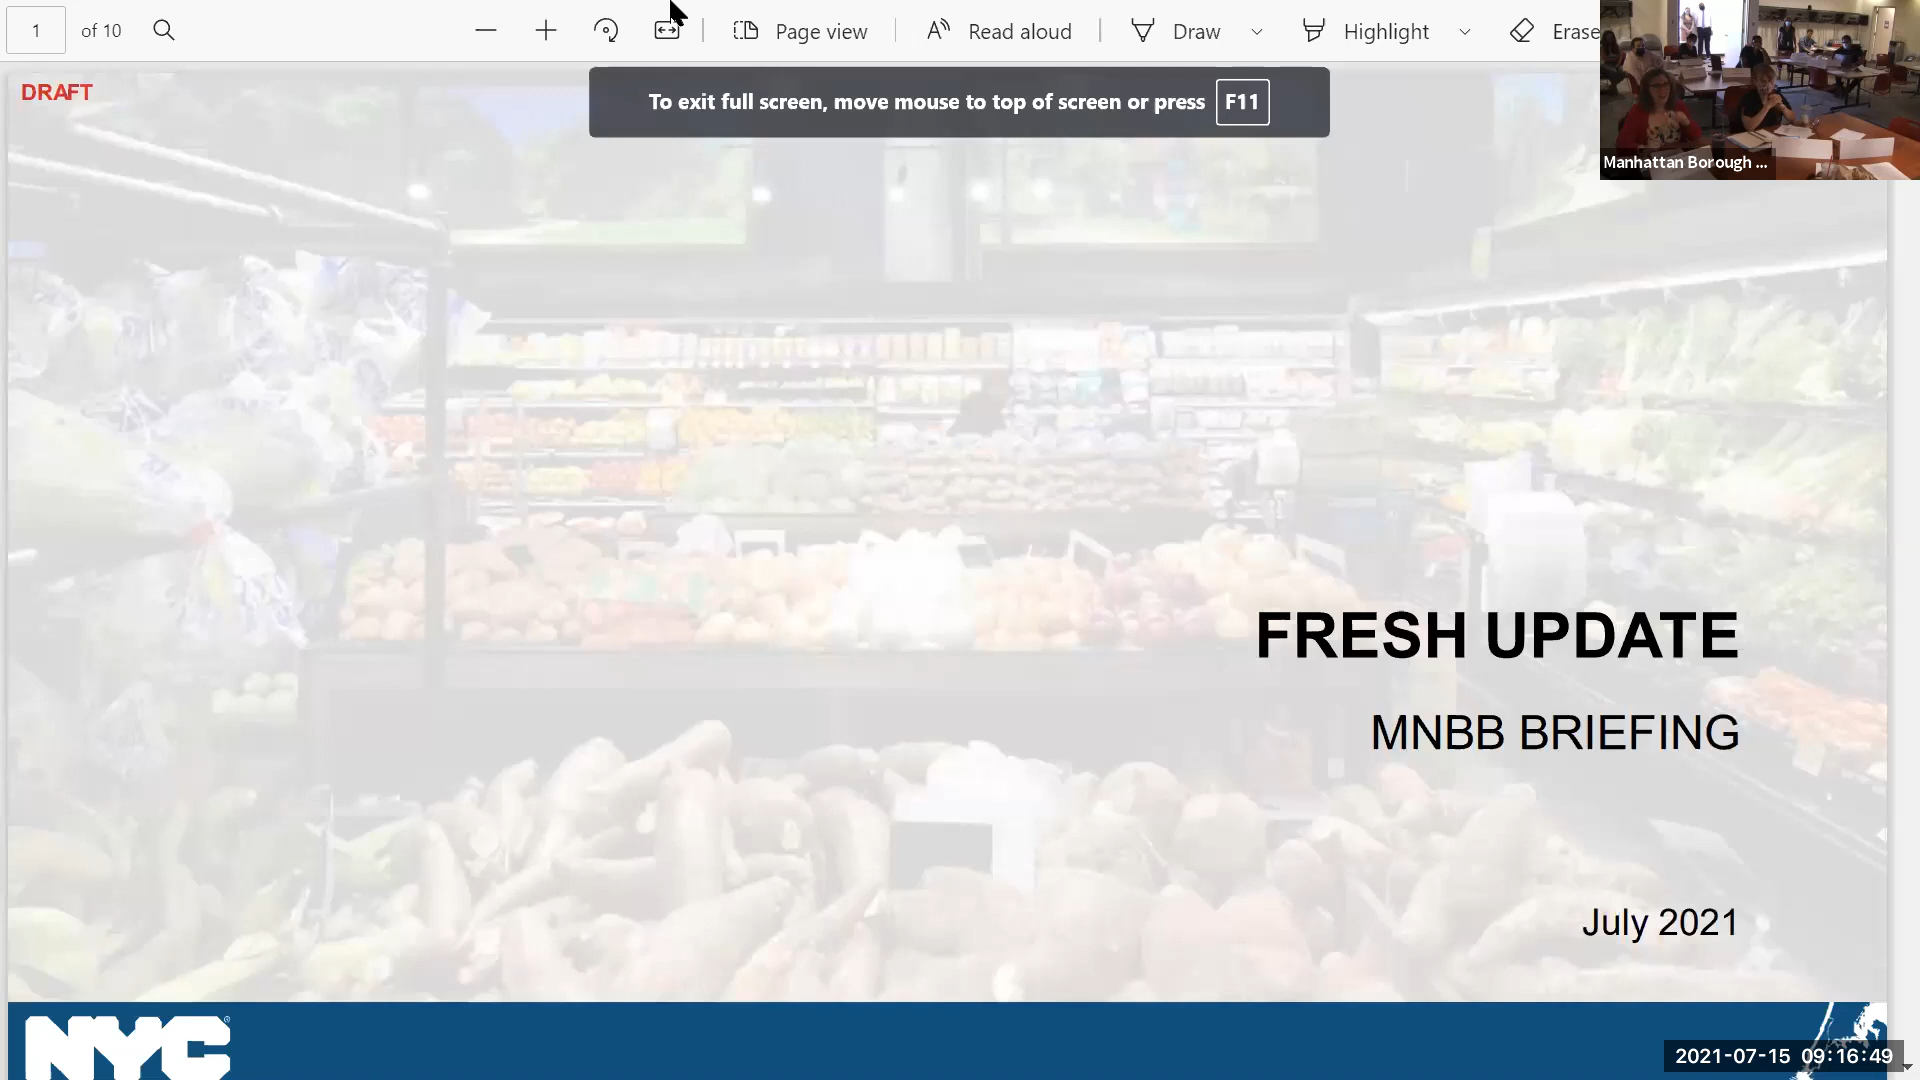 1 of 10
Page view
Read aloud
Draw
Highlight
Erase
DRAFT
To exit full screen, move mouse to top of screen or press F11
Manhattan Borough ...
FRESH UPDATE
MNBB BRIEFING
July 2021
NYC
2021-07-15 09:16:49